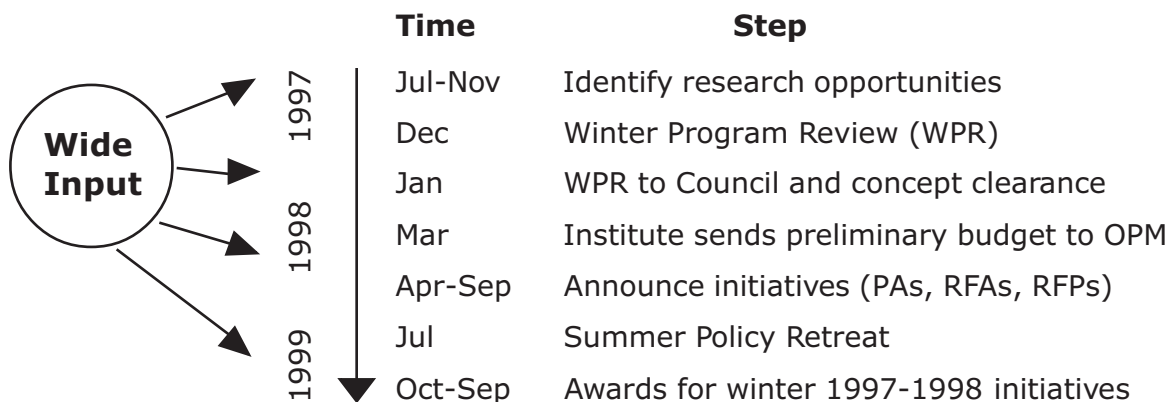 Time Step
Wide
Input
1997
1998
1999
Jul-Nov Identify research opportunities
Dec Winter Program Review (WPR)
Jan WPR to Council and concept clearance
Mar Institute sends preliminary budget to OPM
Apr-Sep Announce initiatives (PAs, RFAs, RFPs)
Jul Summer Policy Retreat
Oct-Sep Awards for winter 1997-1998 initiatives